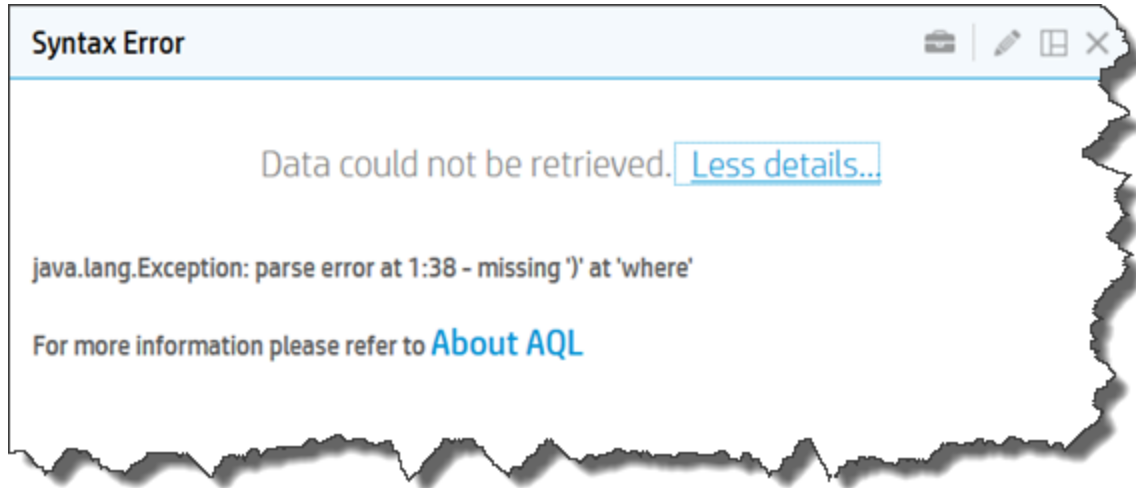 Syntax Error
Data could not be retrieved. Less details...
java.lang.Exception: parse error at 1:38 - missing ')' at 'where'
For more information please refer to About AQL